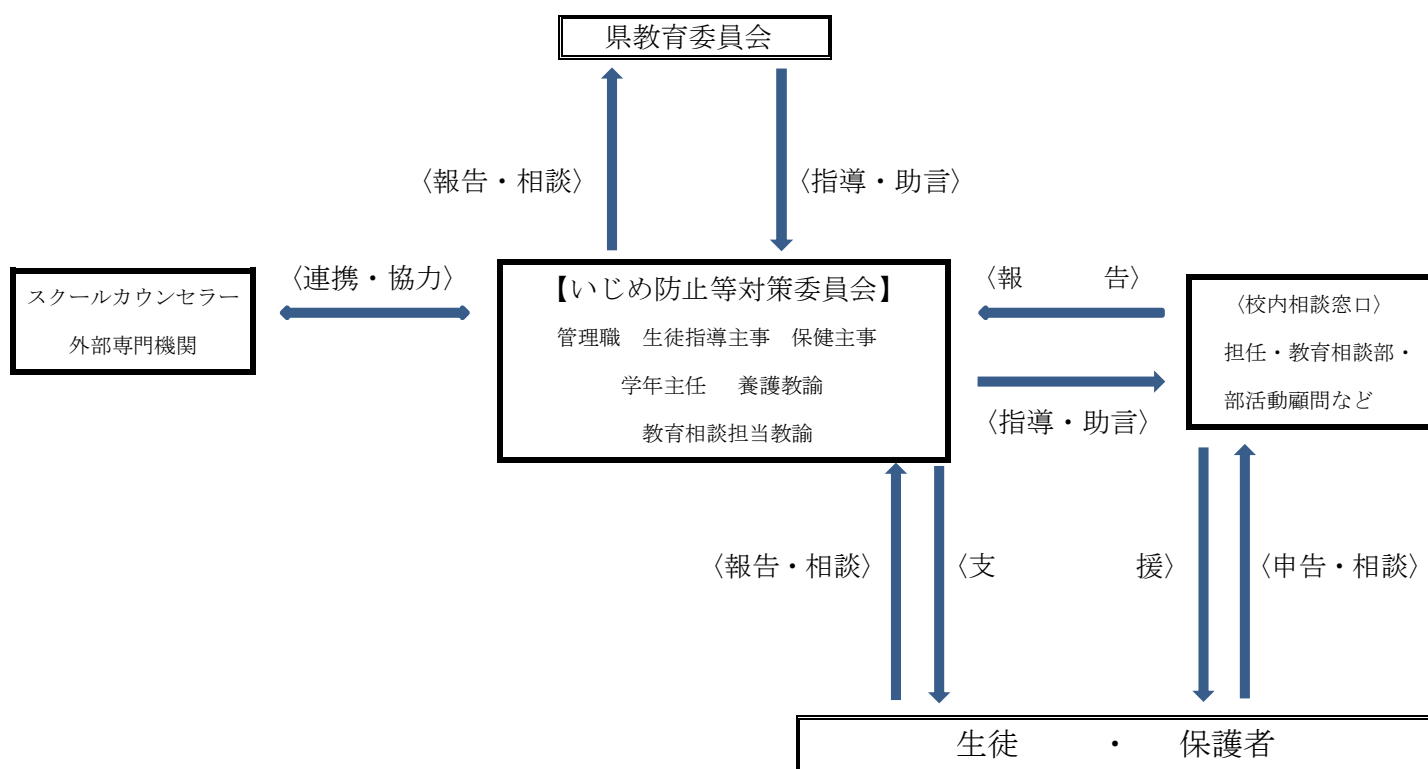 県教育委員会
〈報告・相談〉
〈指導・助言〉
スクールカウンセラー
外部専門機関
〈連携・協力〉
【いじめ防止等対策委員会】
管理職　生徒指導主事　保健主事
学年主任　養護教諭
教育相談担当教諭
〈報　　　告〉
〈指導・助言〉
〈校内相談窓口〉
担任・教育相談部・
部活動顧問など
〈報告・相談〉
〈支　　　　　援〉
〈申告・相談〉
生徒　　・　保護者